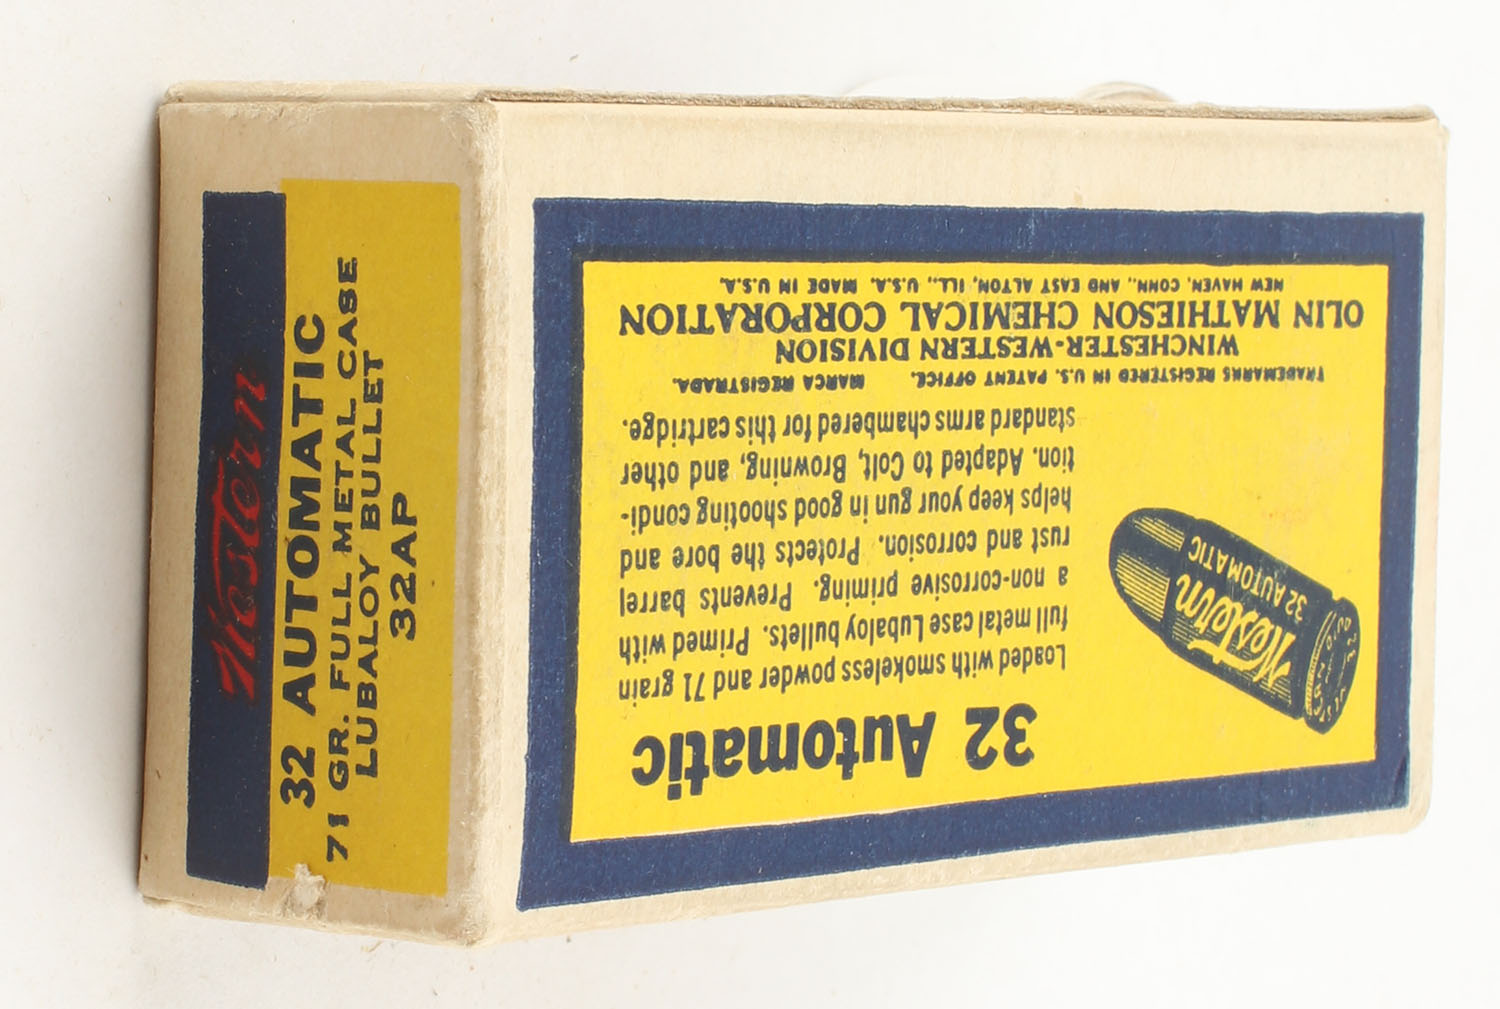 Western
32 AUTOMATIC
71 GR. FULL METAL CASE
LUBALOY BULLET
32AP
32 Automatic
Loaded with smokeless powder and 71 grain
full metal case Lubaloy bullets. Primed with
a non-corrosive priming. Prevents barrel
rust and corrosion. Protects the bore and
helps keep your gun in good shooting condi-
tion. Adapted to Colt, Browning, and other
standard arms chambered for this cartridge.
Western
32 AUTOMATIC
TRADEMARKS REGISTERED IN U.S. PATENT OFFICE. MARCA REGISTRADA.
WINCHESTER-WESTERN DIVISION
OLIN MATHIESON CHEMICAL CORPORATION
NEW HAVEN, CONN., AND EAST ALTON, ILL., U.S.A. MADE IN U.S.A.